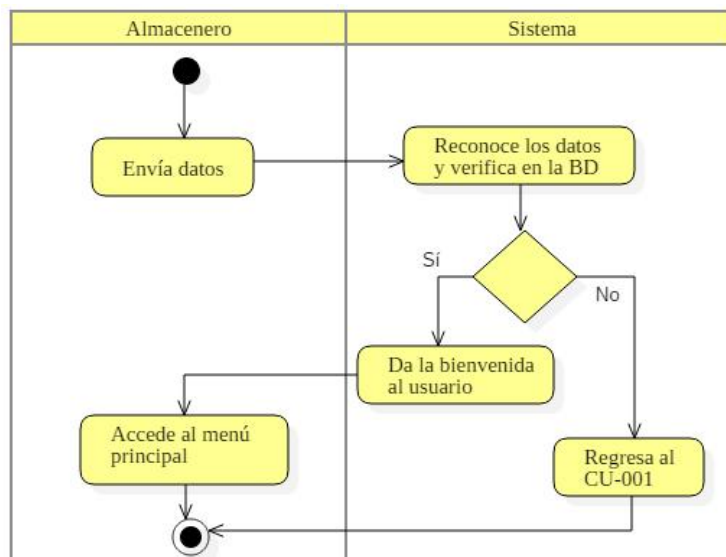 Almacenero
Sistema
Envía datos
Reconoce los datos
y verifica en la BD
Sí
No
Da la bienvenida
al usuario
Accede al menú
principal
Regresa al
CU-001